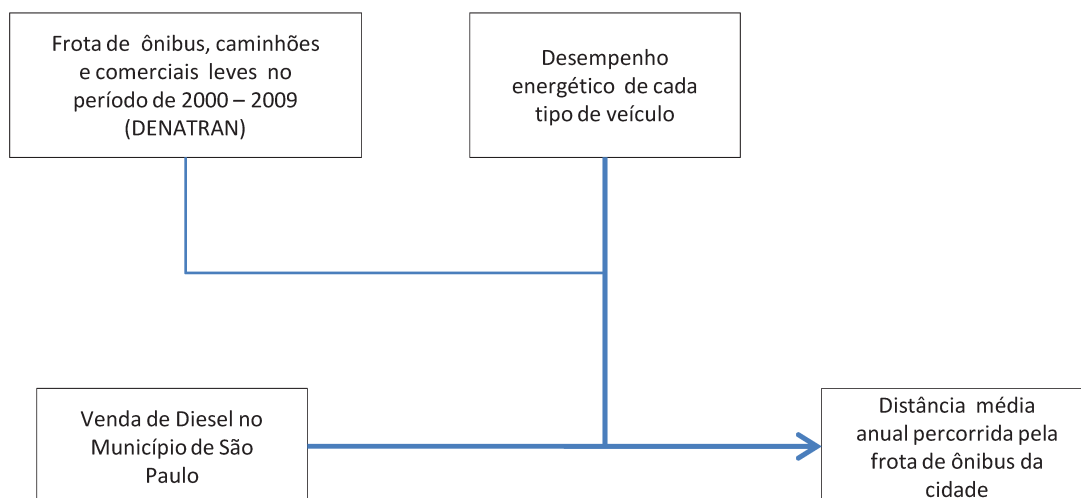 Frota de ônibus, caminhões
e comerciais leves no
período de 2000 – 2009
(DENATRAN)
Desempenho
energético de cada
tipo de veículo
Venda de Diesel no
Município de São
Paulo
Distância média
anual percorrida pela
frota de ônibus da
cidade